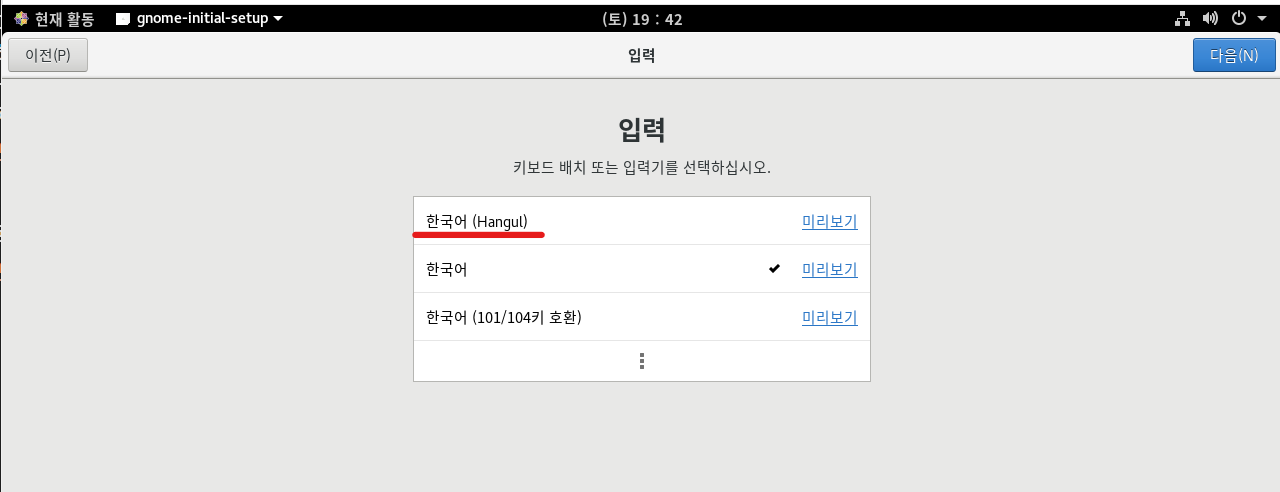 현재 활동 gnome-initial-setup (토) 19 : 42
이전(P) 입력 다음(N)
입력
키보드 배치 또는 입력기를 선택하십시오.
한국어 (Hangul) 미리보기
한국어 미리보기
한국어 (101/104키 호환) 미리보기